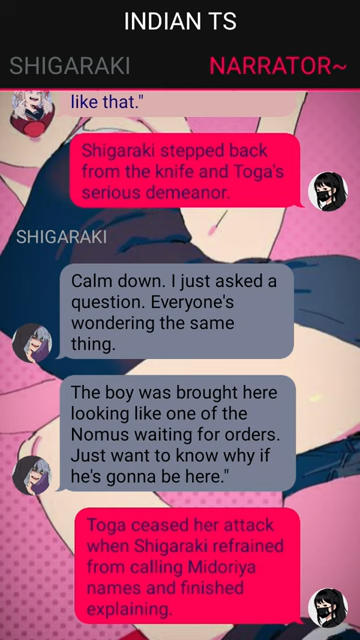 INDIAN TS
SHIGARAKI
NARRATOR~
like that."
Shigaraki stepped back
from the knife and Toga's
serious demeanor.
SHIGARAKI
Calm down. I just asked a
question. Everyone's
wondering the same
thing.
The boy was brought here
looking like one of the
Nomus waiting for orders.
Just want to know why if
he's gonna be here."
Toga ceased her attack
when Shigaraki refrained
from calling Midoriya
names and finished
explaining.